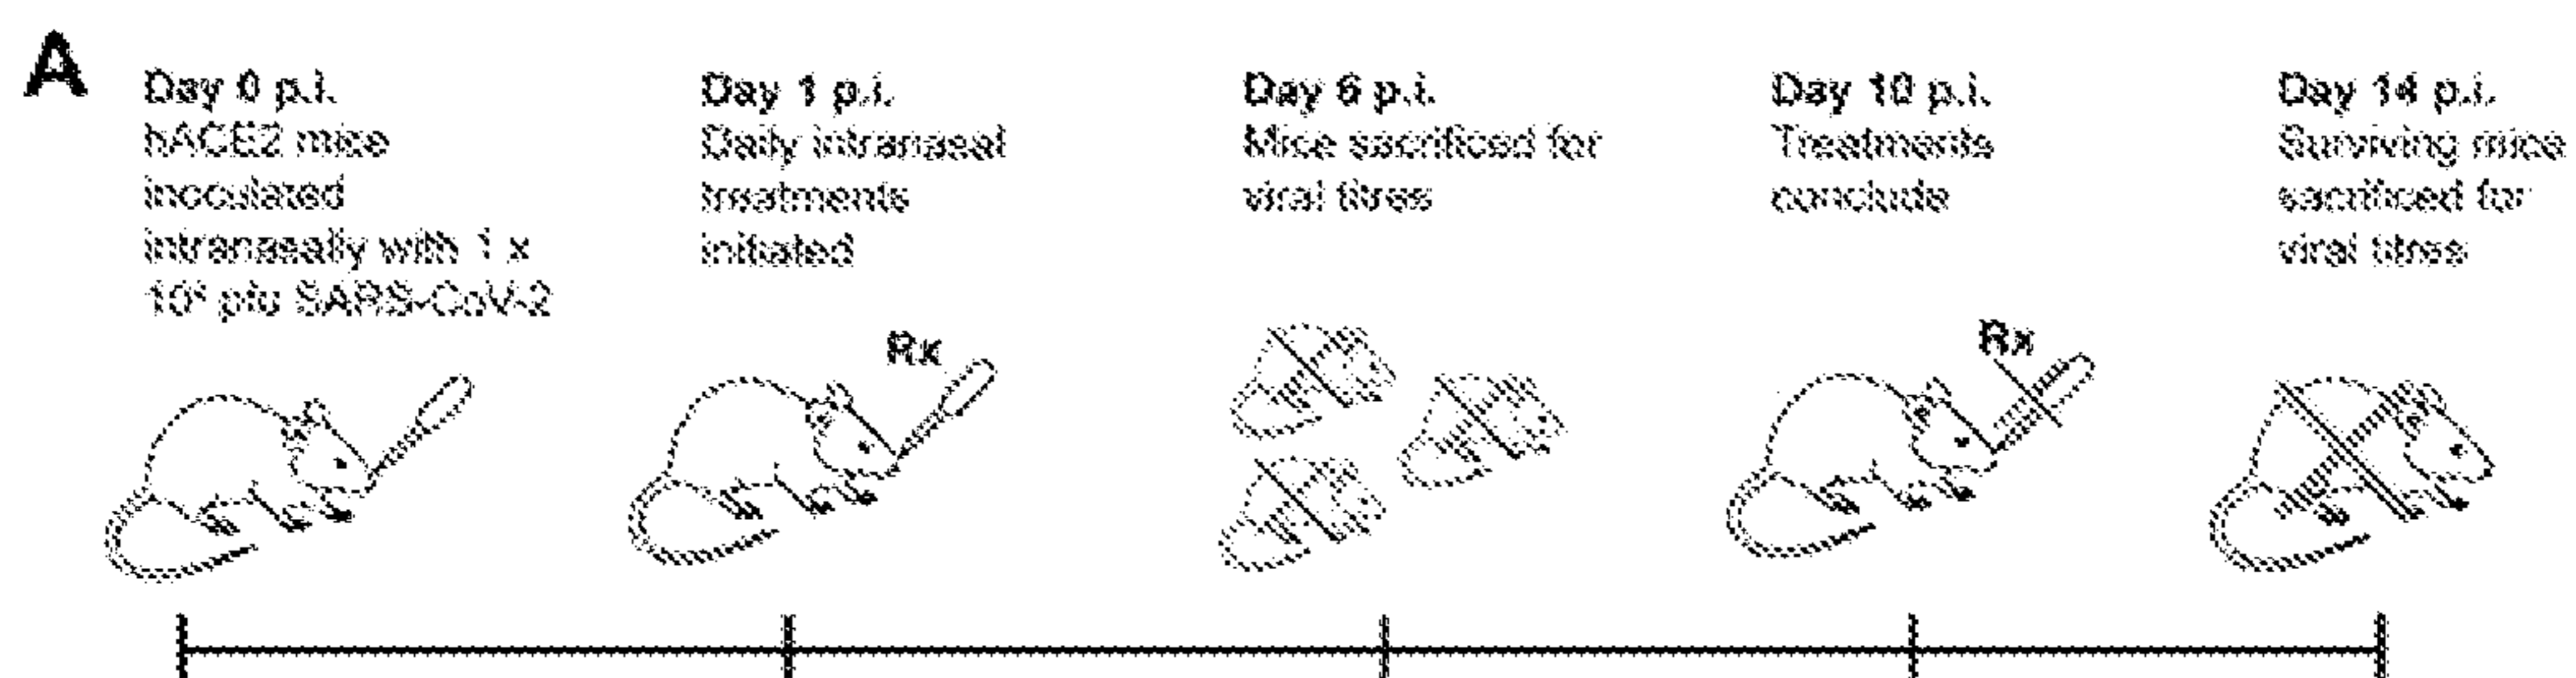 A
Day 0 p.i.
hACE2 mice
inoculated
intranasally with 1 x
pfu SARS-CoV-2
Day 1 p.i.
Daily intranasal
treatments
initiated
Rx
Day 6 p.i.
Mice sacrificed for
viral titres
Day 10 p.i.
Treatments
conclude
Rx
Day 14 p.i.
Surviving mice
sacrificed for
viral titres